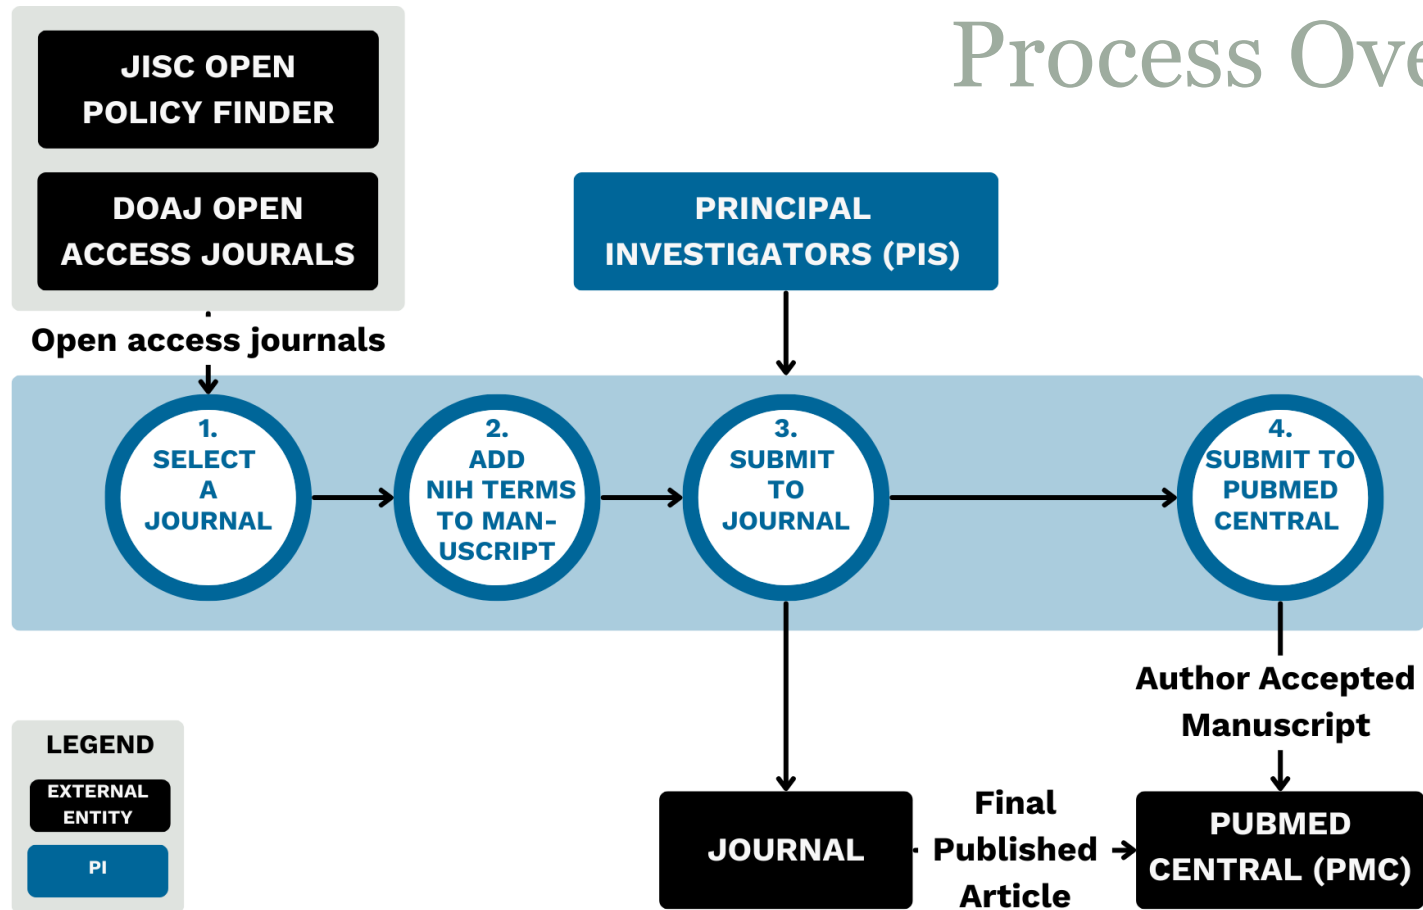 Process Ove
JISC OPEN
POLICY FINDER
DOAJ OPEN
ACCESS JOURALS
Open access journals
PRINCIPAL
INVESTIGATORS (PIS)
1.
SELECT
A
JOURNAL
2.
ADD
NIH TERMS
TO MAN-
USCRIPT
3.
SUBMIT
TO
JOURNAL
4.
SUBMIT TO
PUBMED
CENTRAL
Author Accepted
Manuscript
LEGEND
EXTERNAL
ENTITY
PI
JOURNAL
Final
Published
Article
PUBMED
CENTRAL (PMC)